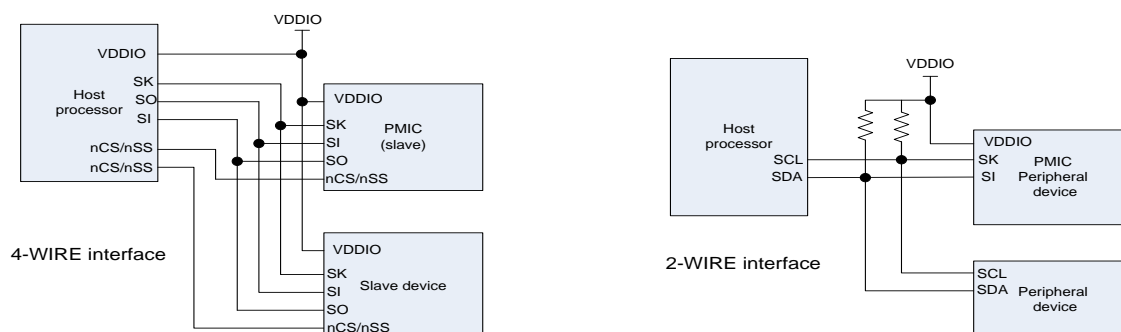 VDDIO
VDDIO
Host
processor
SK
SO
SI
nCS/nSS
nCS/nSS
VDDIO
SK
SI
SO
nCS/nSS
PMIC
(slave)
4-WIRE interface
VDDIO
SK
SI
SO
nCS/nSS
Slave device
VDDIO
Host
processor
SCL
SDA
VDDIO
SK
SI
PMIC
Peripheral
device
2-WIRE interface
SCL
SDA
Peripheral
device